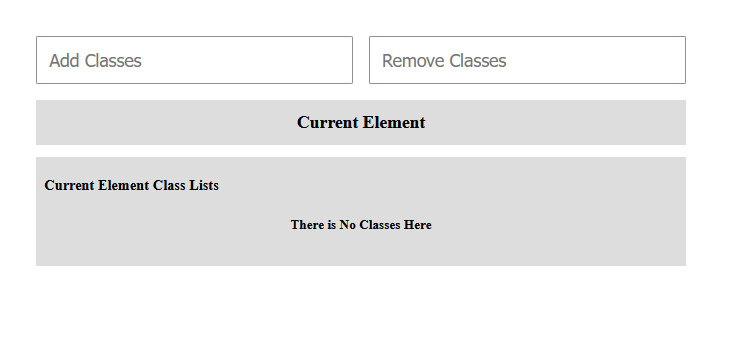 Add Classes
Remove Classes
Current Element
Current Element Class Lists
There is No Classes Here